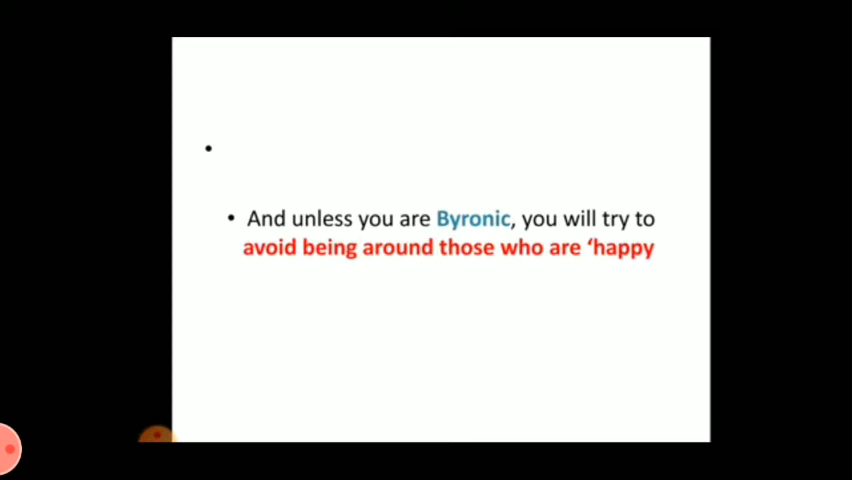 • 
• And unless you are Byronic, you will try to
avoid being around those who are ‘happy